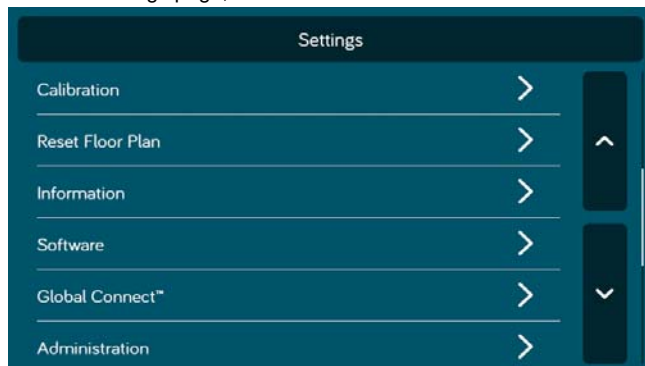 Settings
Calibration
Reset Floor Plan
Information
Software
Global Connect™
Administration